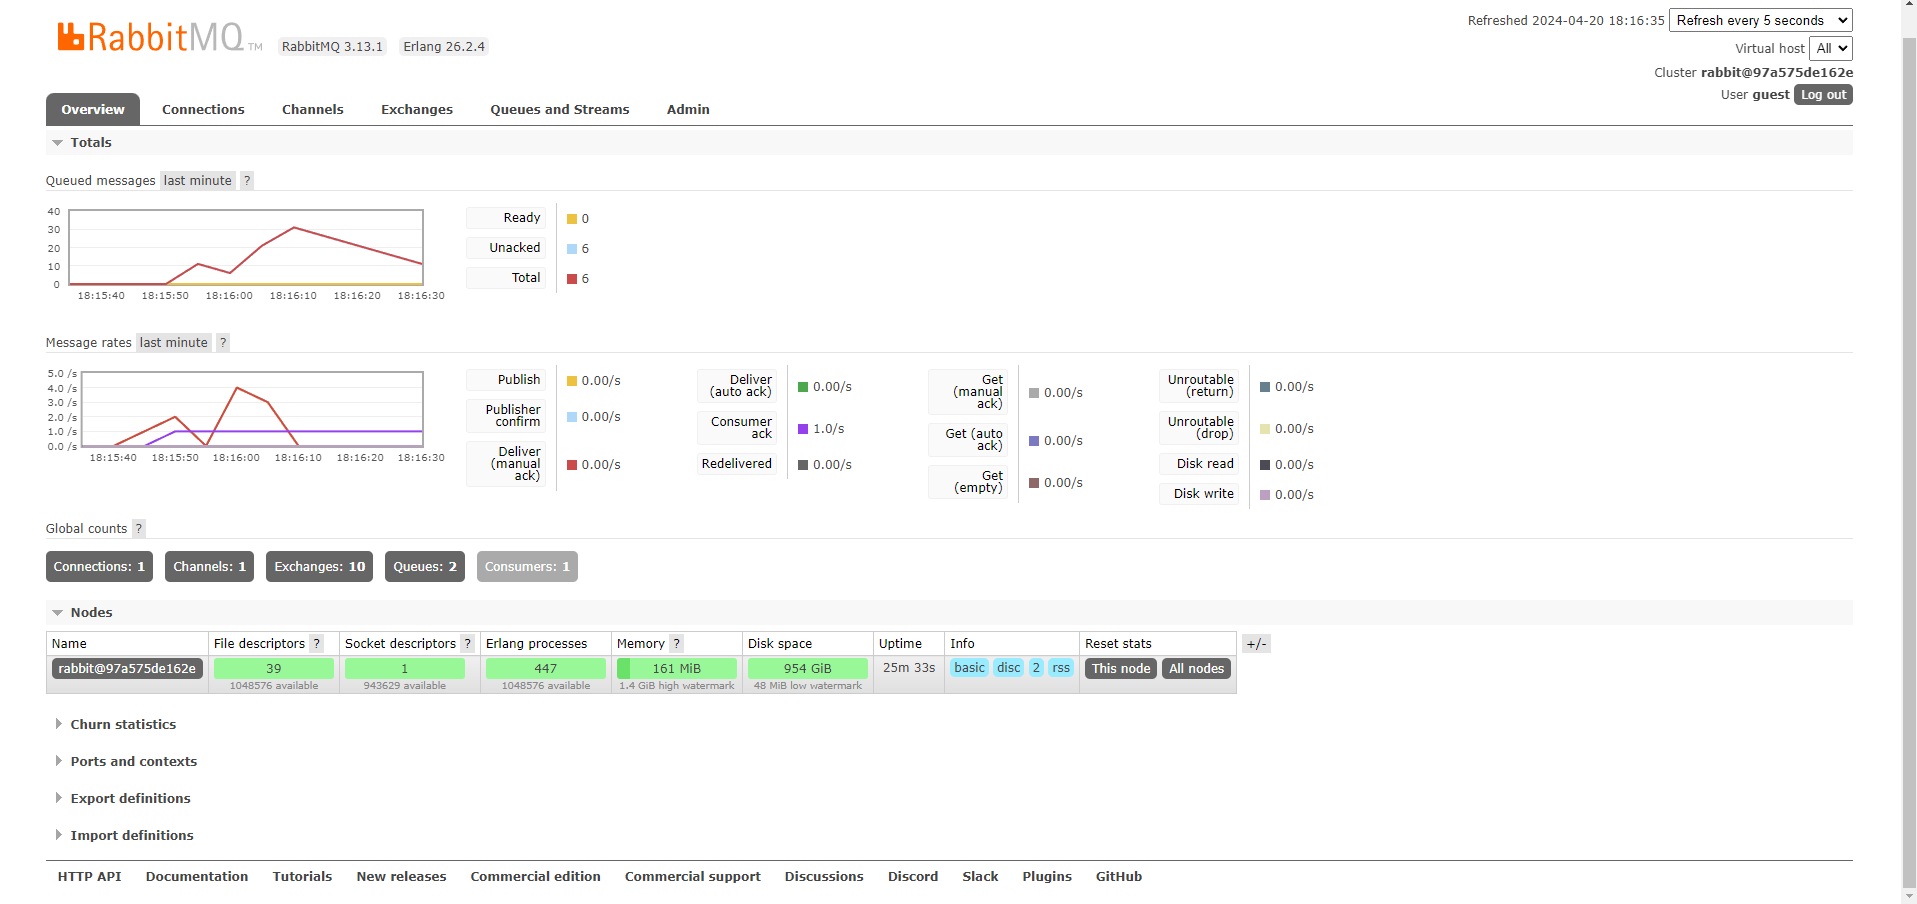 RabbitMQ TM RabbitMQ 3.13.1 Erlang 26.2.4
Refreshed 2024-04-20 18:16:35 Refresh every 5 seconds
Virtual host All
Cluster rabbit@97a575de162e
User guest Log out
Overview Connections Channels Exchanges Queues and Streams Admin
Totals
Queued messages last minute ?
40
30
20
10
0
18:15:40 18:15:50 18:16:00 18:16:10 18:16:20 18:16:30
Ready 0
Unacked 6
Total 6
Message rates last minute ?
5.0 /s
4.0 /s
3.0 /s
2.0 /s
1.0 /s
0.0 /s
18:15:40 18:15:50 18:16:00 18:16:10 18:16:20 18:16:30
Publish 0.00/s
Publisher
confirm 0.00/s
Deliver
(manual
ack) 0.00/s
Deliver
(auto ack) 0.00/s
Consumer
ack 1.0/s
Redelivered 0.00/s
Get
(manual
ack) 0.00/s
Get (auto
ack) 0.00/s
Get
(empty) 0.00/s
Unroutable
(return) 0.00/s
Unroutable
(drop) 0.00/s
Disk read 0.00/s
Disk write 0.00/s
Global counts ?
Connections: 1 Channels: 1 Exchanges: 10 Queues: 2 Consumers: 1
Nodes
Name File descriptors ? Socket descriptors ? Erlang processes Memory ? Disk space Uptime Info Reset stats +/-
rabbit@97a575de162e 39 1 447 161 MiB 954 GiB 25m 33s basic disc 2 rss This node All nodes
1048576 available 943629 available 1048576 available 1.4 GiB high watermark 48 MiB low watermark
Churn statistics
Ports and contexts
Export definitions
Import definitions
HTTP API Documentation Tutorials New releases Commercial edition Commercial support Discussions Discord Slack Plugins GitHub